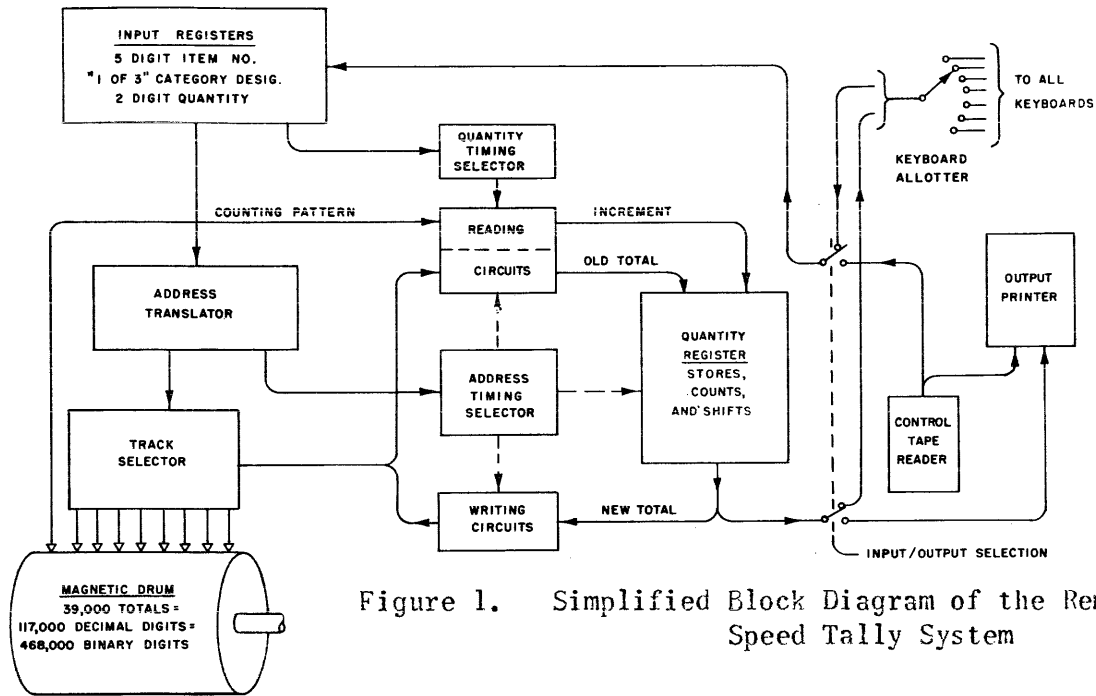 INPUT REGISTERS
5 DIGIT ITEM NO.
"1 OF 3" CATEGORY DESIG.
2 DIGIT QUANTITY
QUANTITY
TIMING
SELECTOR
TO ALL
KEYBOARDS
KEYBOARD
ALLOTTER
COUNTING PATTERN
READING
CIRCUITS
INCREMENT
OLD TOTAL
ADDRESS
TRANSLATOR
OUTPUT
PRINTER
QUANTITY
REGISTER
STORES,
COUNTS,
AND SHIFTS
ADDRESS
TIMING
SELECTOR
TRACK
SELECTOR
CONTROL
TAPE
READER
WRITING
CIRCUITS
NEW TOTAL
INPUT/OUTPUT SELECTION
MAGNETIC DRUM
39,000 TOTALS =
117,000 DECIMAL DIGITS =
468,000 BINARY DIGITS
Figure 1. Simplified Block Diagram of the
Speed Tally System